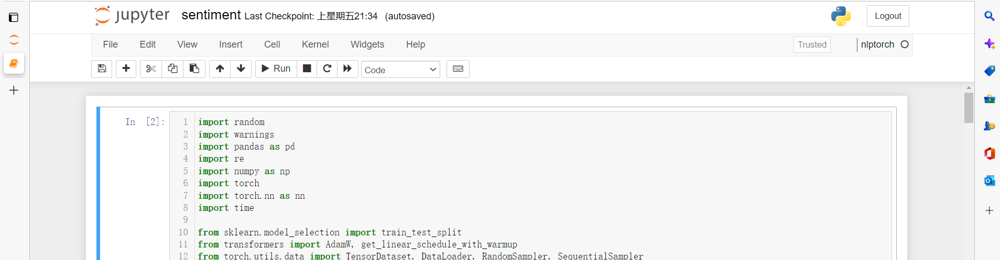 jupyter sentiment Last Checkpoint: 上星期五21:34 (autosaved) Logout
File Edit View Insert Cell Kernel Widgets Help Trusted nlptorch
Run Code
In [2]:
1 import random
2 import warnings
3 import pandas as pd
4 import re
5 import numpy as np
6 import torch
7 import torch.nn as nn
8 import time
9
10 from sklearn.model_selection import train_test_split
11 from transformers import AdamW, get_linear_schedule_with_warmup
12 from torch.utils.data import TensorDataset, DataLoader, RandomSampler, SequentialSampler